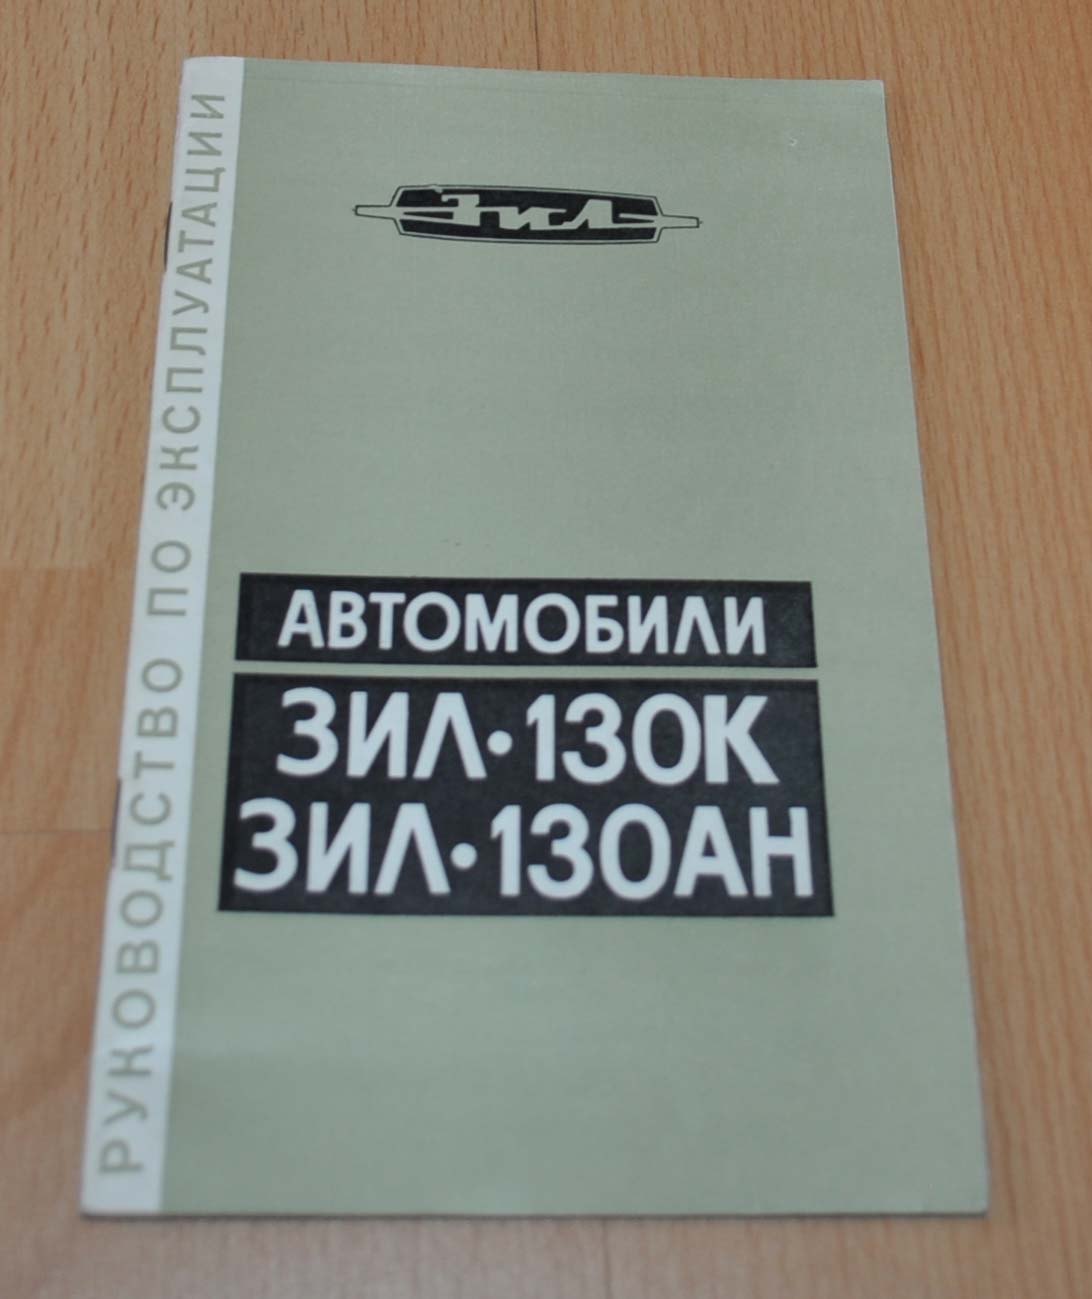 ЗИЛ
РУКОВОДСТВО ПО ЭКСПЛУАТАЦИИ
АВТОМОБИЛИ
ЗИЛ·130К
ЗИЛ·130АН